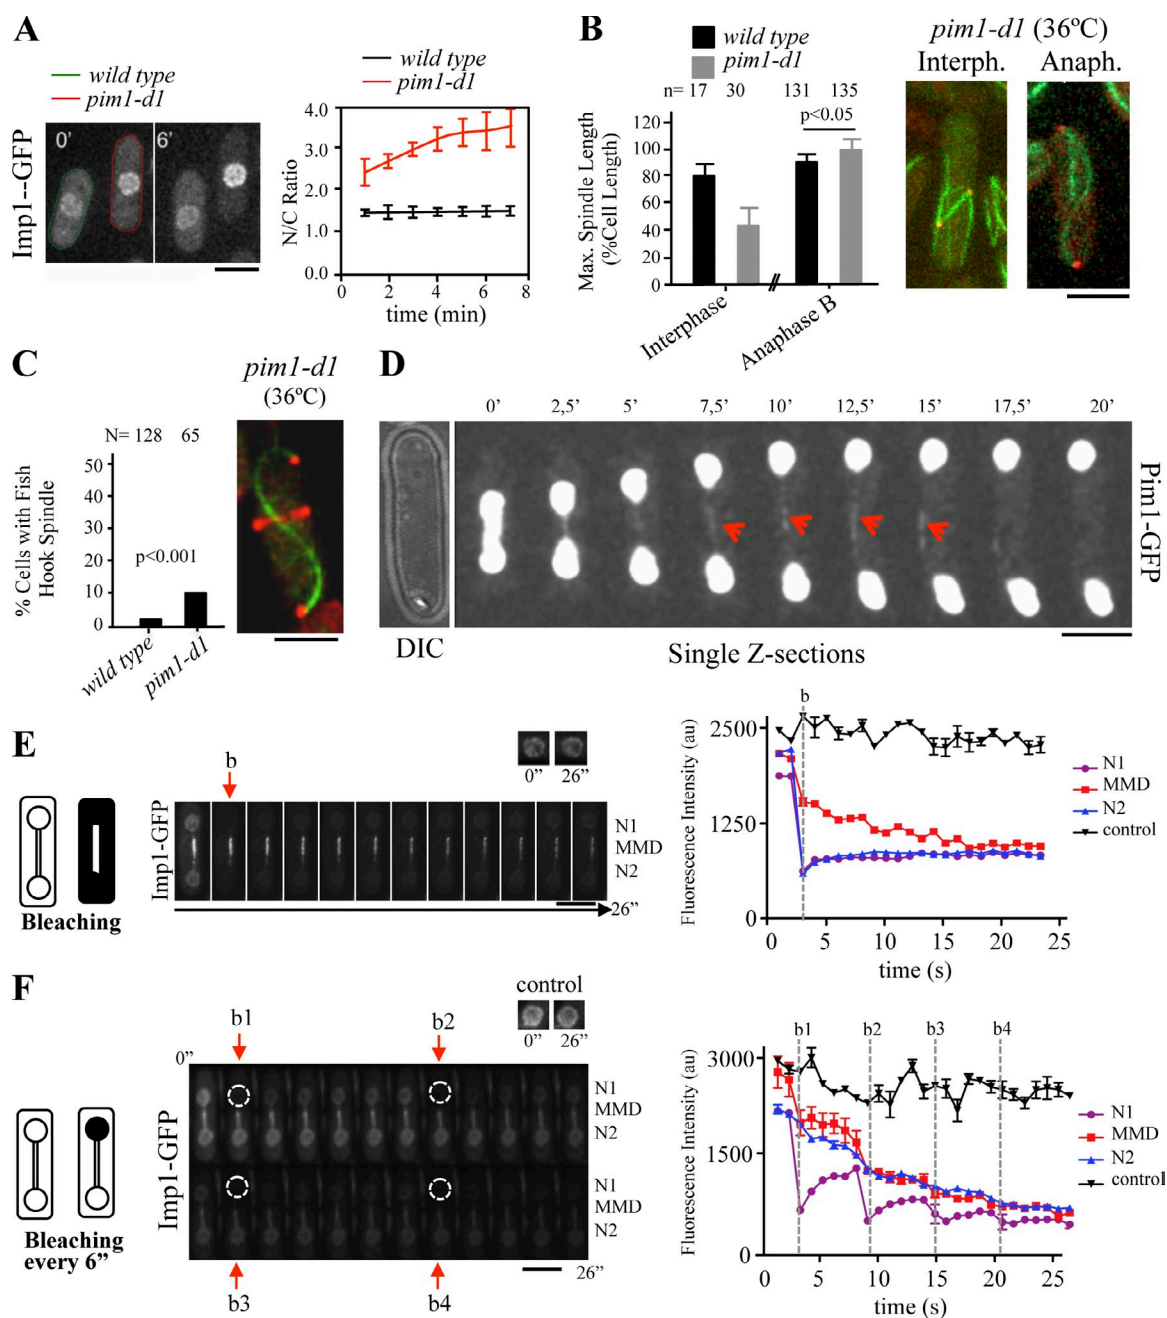 A
wild type
pim1-d1
Imp1--GFP
0'
6'
wild type
pim1-d1
N/C Ratio
4.0
3.0
2.0
1.0
0.0
0 2 4 6 8
time (min)
B
wild type
pim1-d1
n= 17 30 131 135
p<0.05
Max. Spindle Length
(%Cell Length)
120
100
80
60
40
20
0
Interphase
Anaphase B
pim1-d1 (36ºC)
Interph. Anaph.
C
N= 128 65
% Cells with Fish
Hook Spindle
50
40
30
20
10
0
p<0.001
wild type
pim1-d1
pim1-d1
(36ºC)
D
0' 2,5' 5' 7,5' 10' 12,5' 15' 17,5' 20'
Pim1-GFP
DIC
Single Z-sections
E
Bleaching
b
0” 26”
Imp1-GFP
N1
MMD
N2
26”
b
Fluorescence Intensity (au)
2500
1250
0
0 5 10 15 20 25
time (s)
N1
MMD
N2
control
F
Bleaching
every 6”
control
0” 26”
b1
b2
0”
Imp1-GFP
N1
MMD
N2
N1
MMD
N2
26”
b3
b4
b1 b2 b3 b4
Fluorescence Intensity (au)
3000
1500
0
0 5 10 15 20 25
time (s)
N1
MMD
N2
control